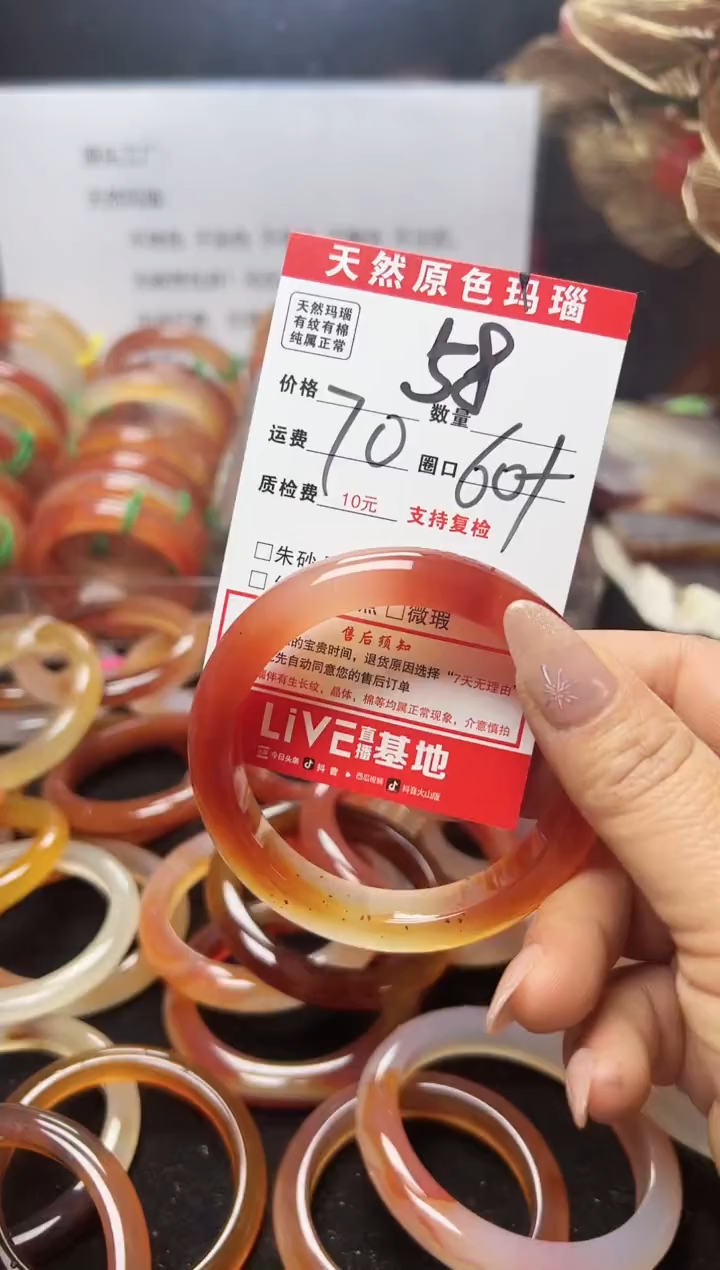 天然原色玛瑙
天然玛瑙
有纹有棉
纯属正常
58
价格
数量
运费 70 圈口 60+
质检费 10元 支持复检
□朱砂
□微瑕
售后须知
的宝贵时间，退货原因选择“7天无理由”
先自动同意您的售后订单
伴有生长纹，晶体，棉等均属正常现象，介意慎拍
LiVE直播基地
今日头条 抖音 西瓜视频 抖音火山版